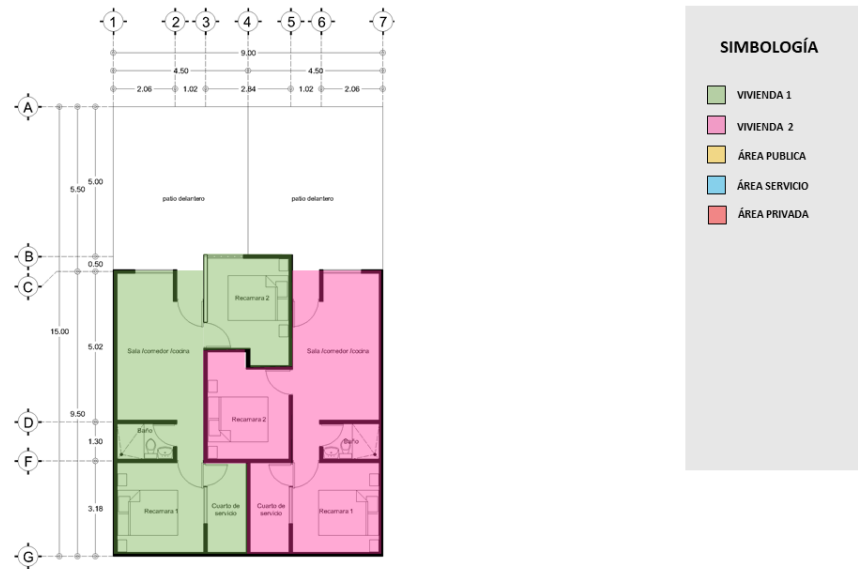 1 2 3 4 5 6 7
9.00
4.50 4.50
2.06 1.02 2.84 1.02 2.06
A
5.50
5.00
patio delantero patio delantero
B
0.50
C
Recamara 2
15.00
5.02
Sala /comedor /cocina Sala /comedor /cocina
9.50
Recamara 2
D
Baño Baño
1.30
F
3.18
Recamara 1
Cuarto de
servicio
Cuarto de
servicio
Recamara 1
G
SIMBOLOGÍA
VIVIENDA 1
VIVIENDA 2
ÁREA PUBLICA
ÁREA SERVICIO
ÁREA PRIVADA